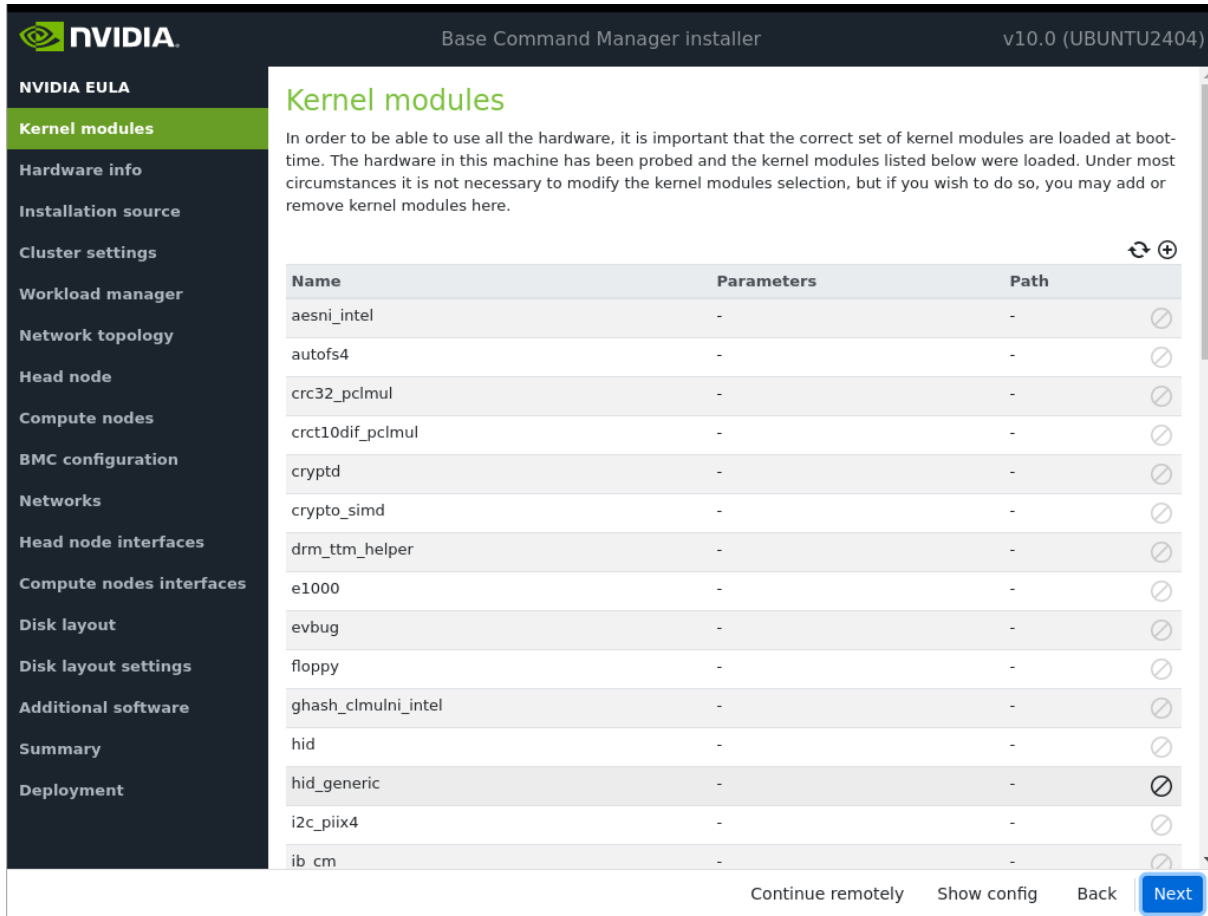 NVIDIA.
Base Command Manager installer
v10.0 (UBUNTU2404)
NVIDIA EULA
Kernel modules
Hardware info
Installation source
Cluster settings
Workload manager
Network topology
Head node
Compute nodes
BMC configuration
Networks
Head node interfaces
Compute nodes interfaces
Disk layout
Disk layout settings
Additional software
Summary
Deployment
Kernel modules
In order to be able to use all the hardware, it is important that the correct set of kernel modules are loaded at boot-
time. The hardware in this machine has been probed and the kernel modules listed below were loaded. Under most
circumstances it is not necessary to modify the kernel modules selection, but if you wish to do so, you may add or
remove kernel modules here.
Name Parameters Path
aesni_intel - -
autofs4 - -
crc32_pclmul - -
crct10dif_pclmul - -
cryptd - -
crypto_simd - -
drm_ttm_helper - -
e1000 - -
evbug - -
floppy - -
ghash_clmulni_intel - -
hid - -
hid_generic - -
i2c_piix4 - -
ib_cm - -
Continue remotely Show config Back Next